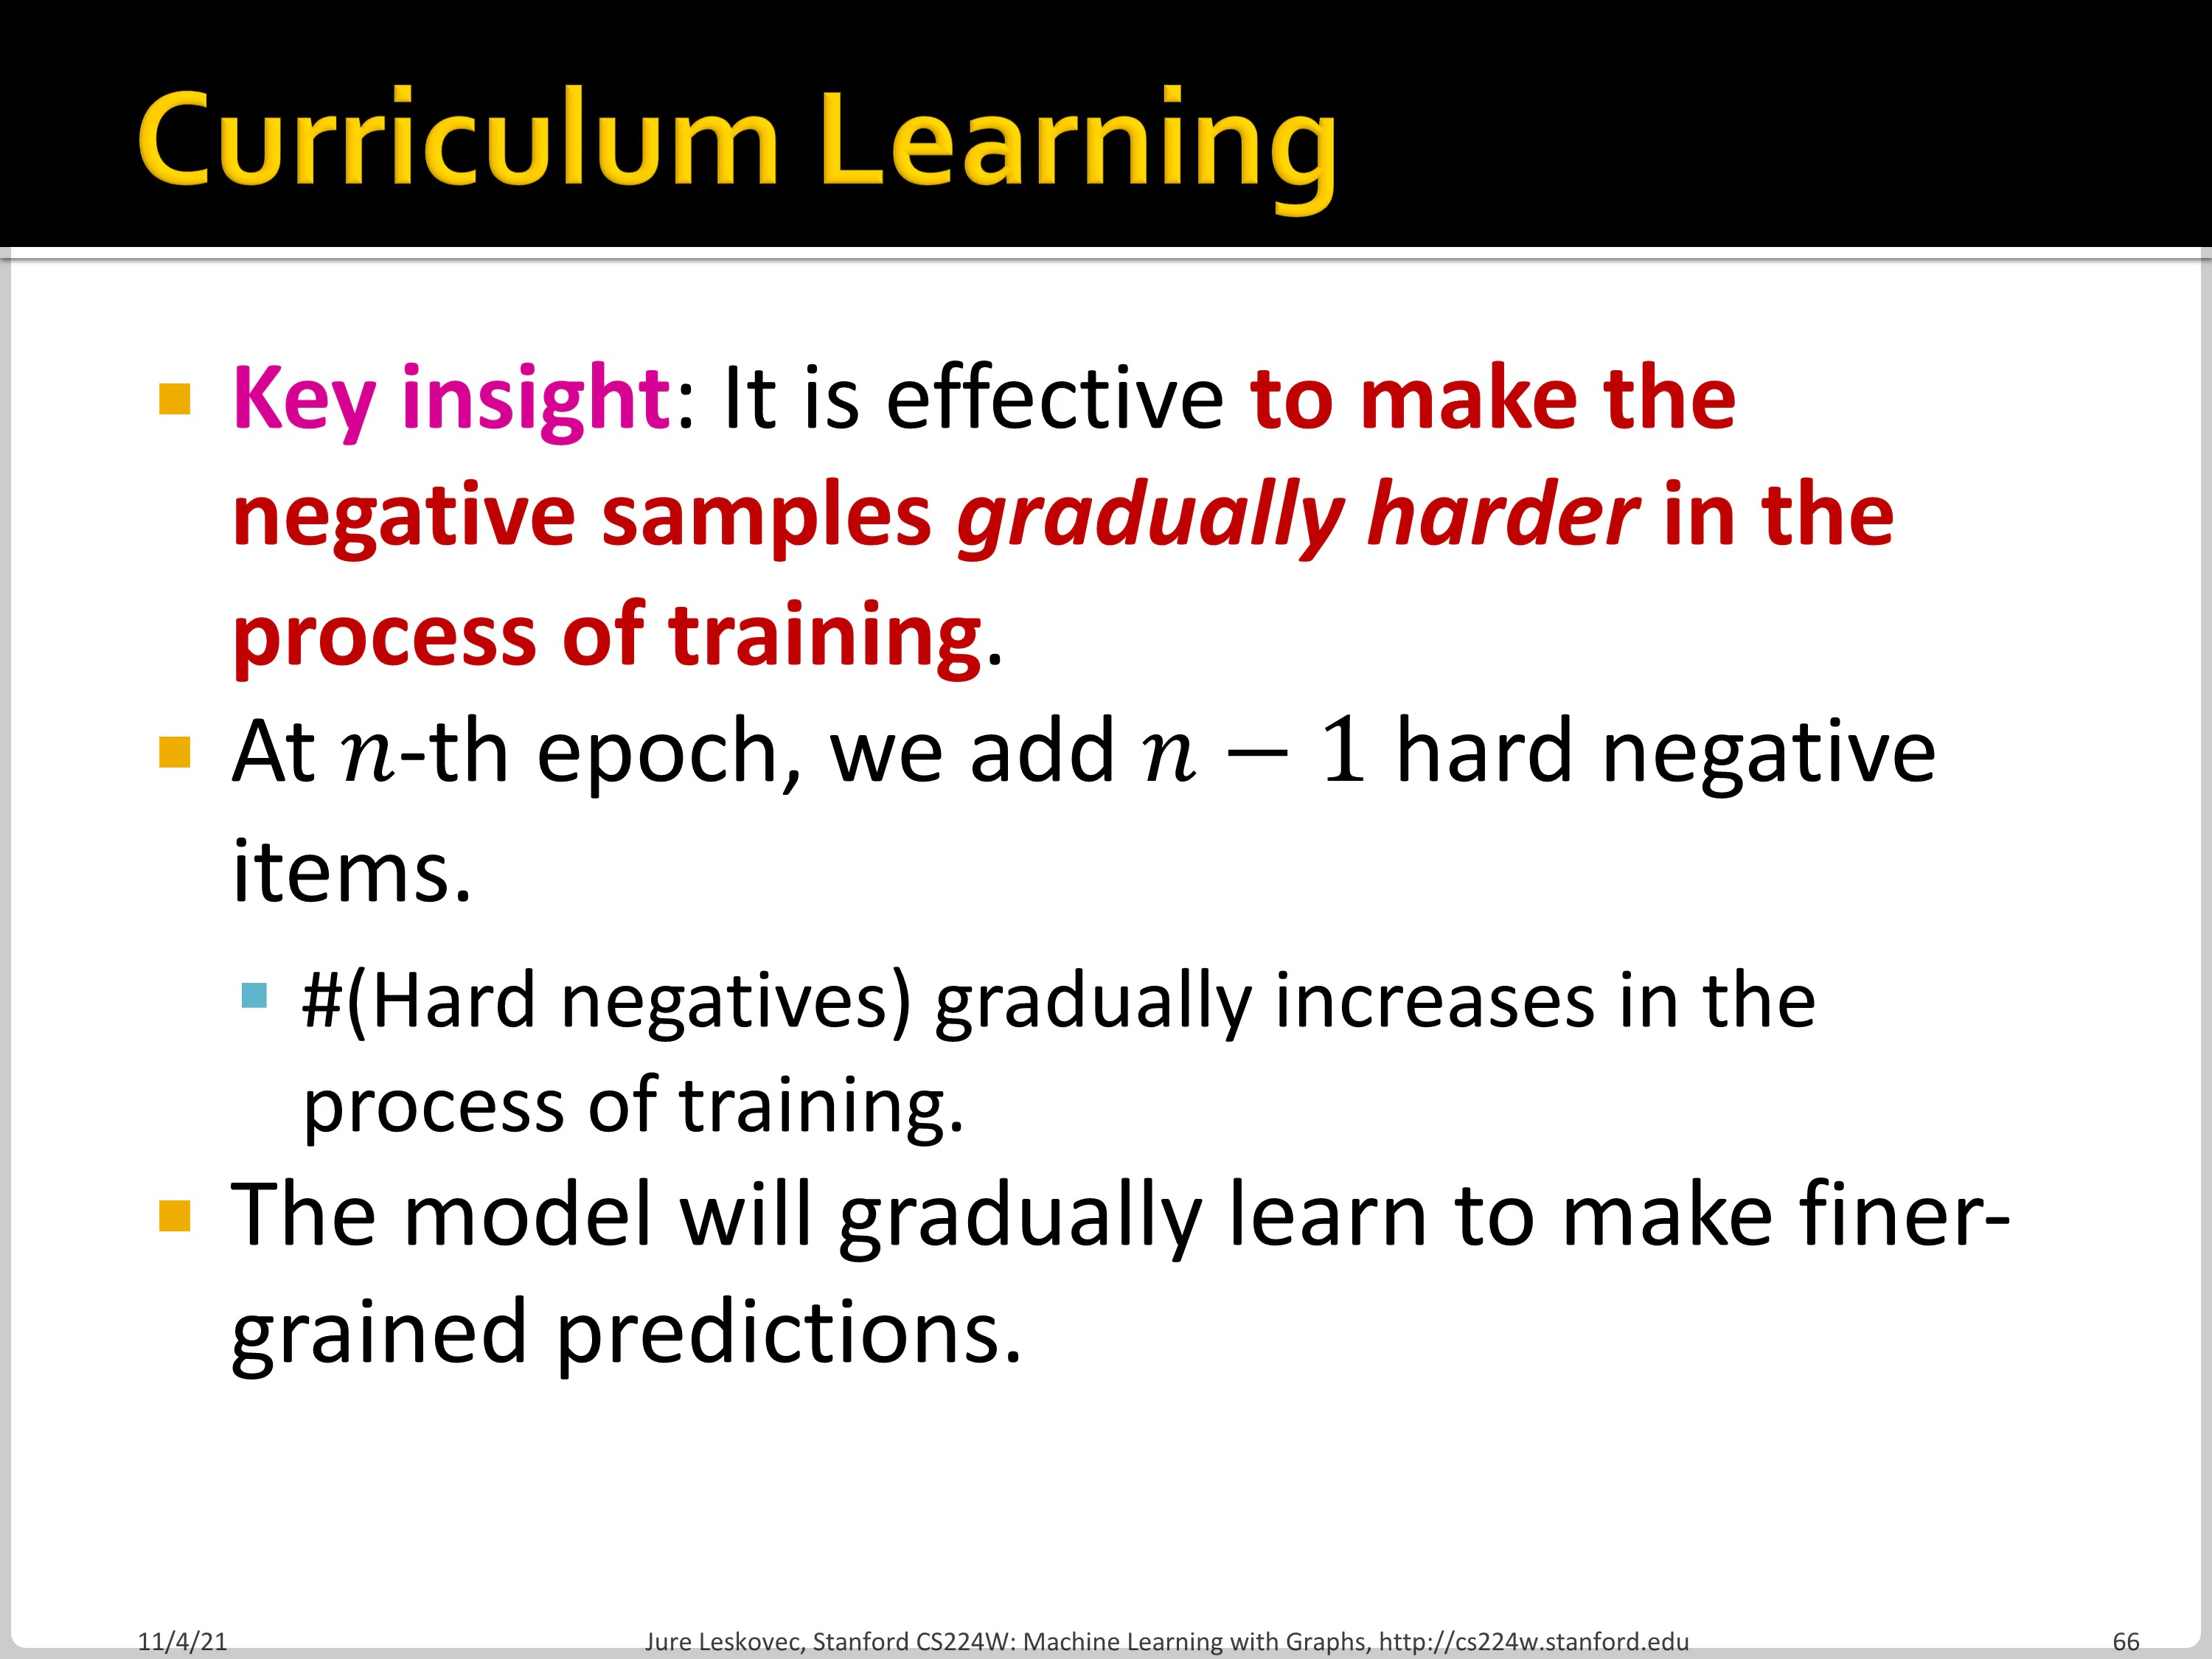 Curriculum Learning
Key insight: It is effective to make the
negative samples gradually harder in the
process of training.
At n-th epoch, we add n − 1 hard negative
items.
#(Hard negatives) gradually increases in the
process of training.
The model will gradually learn to make finer-
grained predictions.
11/4/21
Jure Leskovec, Stanford CS224W: Machine Learning with Graphs, http://cs224w.stanford.edu
66